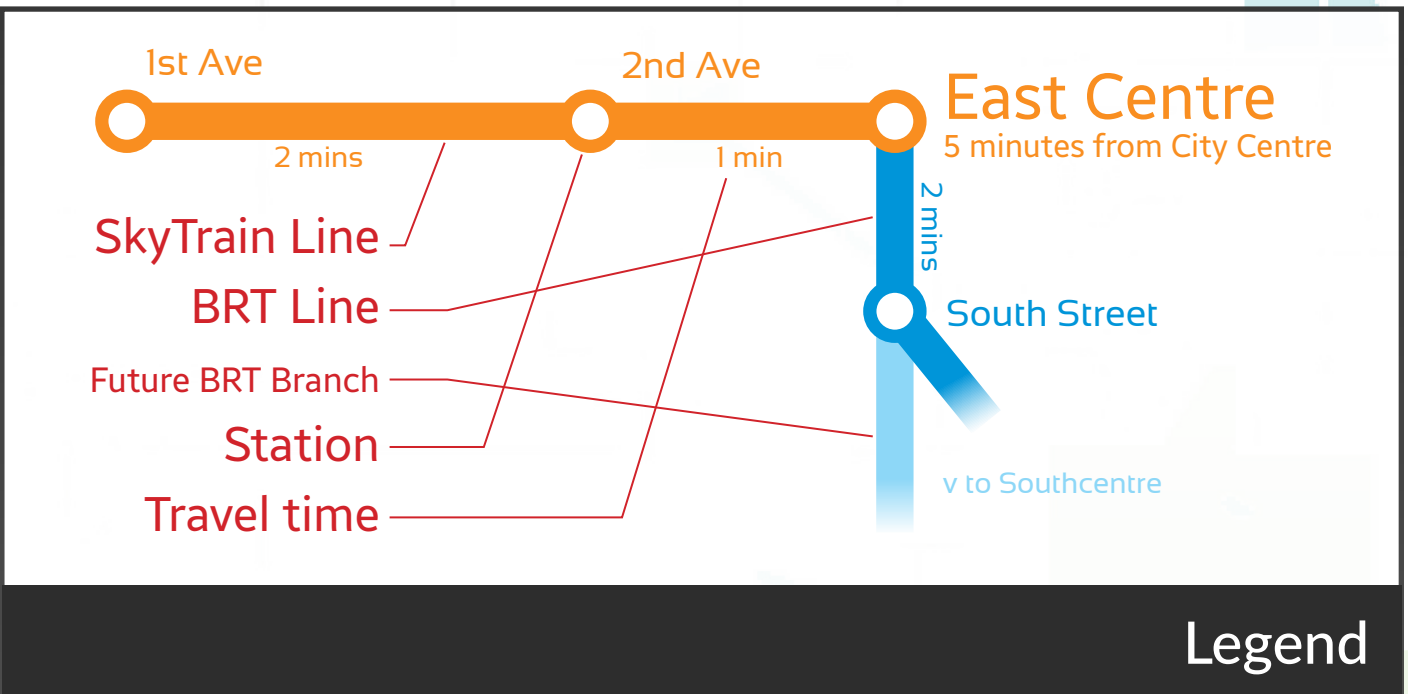 1st Ave
2nd Ave
East Centre
5 minutes from City Centre
2 mins
1 min
2 mins
SkyTrain Line
BRT Line
South Street
Future BRT Branch
Station
v to Southcentre
Travel time
Legend